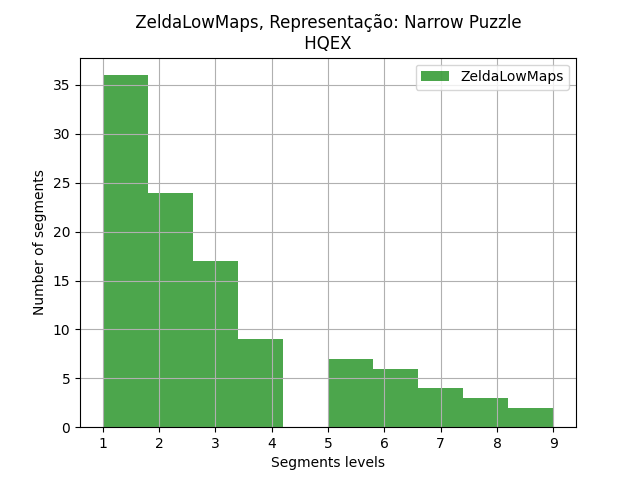 ZeldaLowMaps, Representação: Narrow Puzzle
HQEX
ZeldaLowMaps
Number of segments
35
30
25
20
15
10
5
0
1 2 3 4 5 6 7 8 9
Segments levels